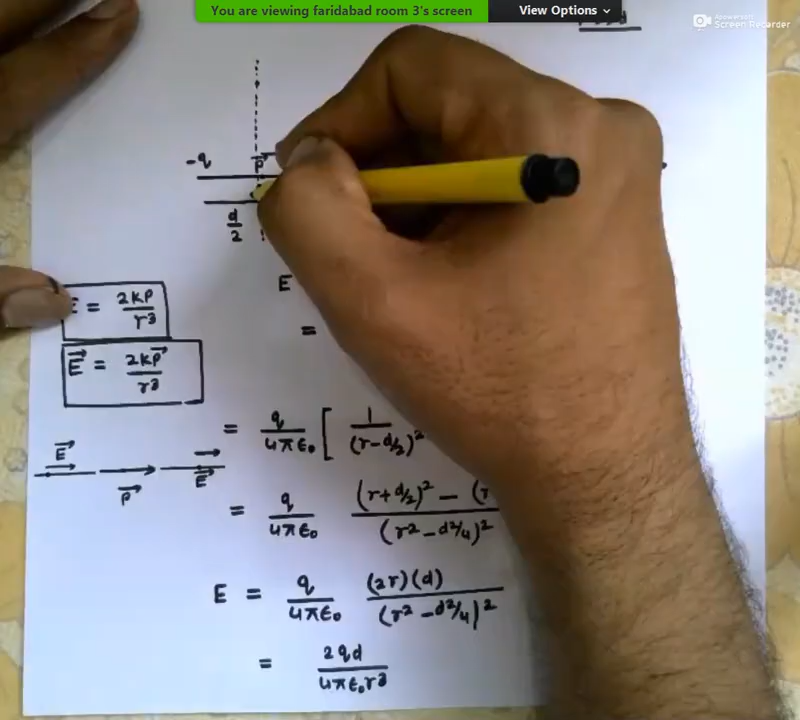 You are viewing faridabad room 3's screen View Options
Screen Recorder
-q P⃗
d/2
E
=
E = 2KP/r³
E⃗ = 2KP⃗/r³
= q/4πε₀ [ 1/(r-d/2)²
E⃗ P⃗ E⃗
= q/4πε₀ (r+d/2)² - (r / (r² - d²/4)²
E = q/4πε₀ (2r)(d)/(r² - d²/4)²
= 2qd/4πε₀r³